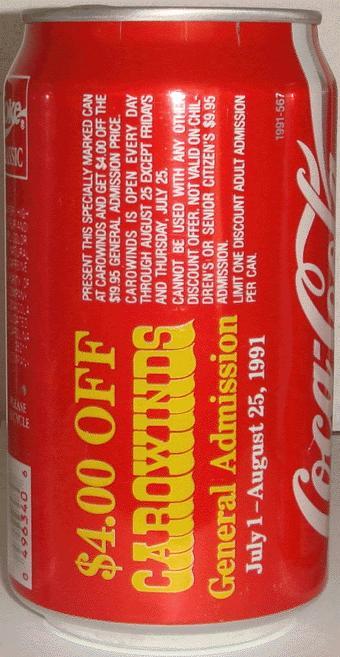 $4.00 OFF
CAROWINDS
General Admission
July 1-August 25, 1991
PRESENT THIS SPECIALLY MARKED CAN
AT CAROWINDS AND GET $4.00 OFF THE
$19.95 GENERAL ADMISSION PRICE.
CAROWINDS IS OPEN EVERY DAY
THROUGH AUGUST 25 EXCEPT FRIDAYS
AND THURSDAY, JULY 25.
CANNOT BE USED WITH ANY OTHER
DISCOUNT OFFER. NOT VALID ON CHIL-
DREN'S OR SENIOR CITIZEN'S $9.95
ADMISSION.
LIMIT ONE DISCOUNT ADULT ADMISSION
PER CAN.
1991-567
Coca-Cola
0 496340 6